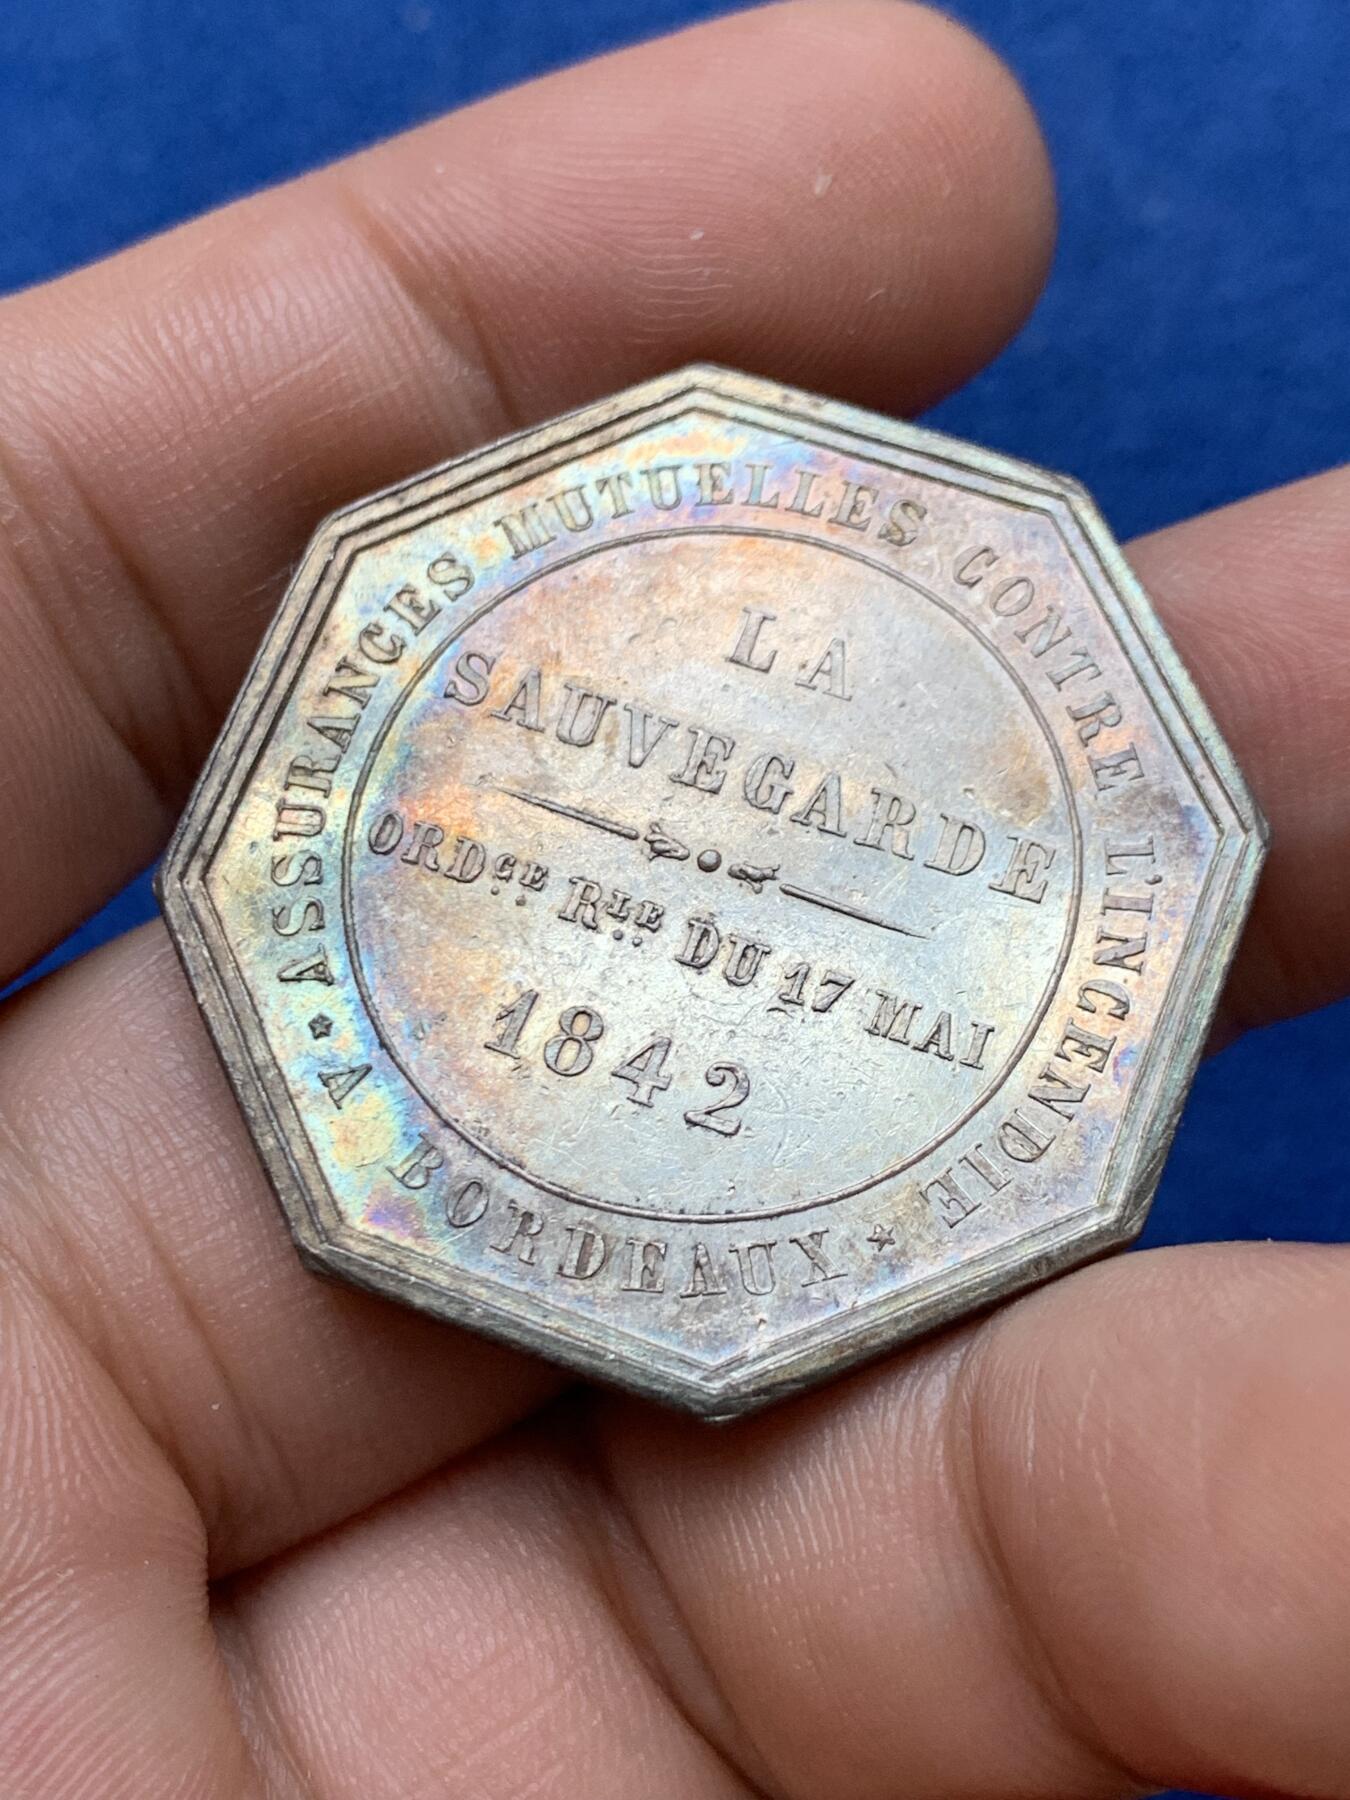 ASSURANCES MUTUELLES CONTRE L'INCENDIE
LA
SAUVEGARDE
ORDCE RLE DU 17 MAI
1842
A BORDEAUX